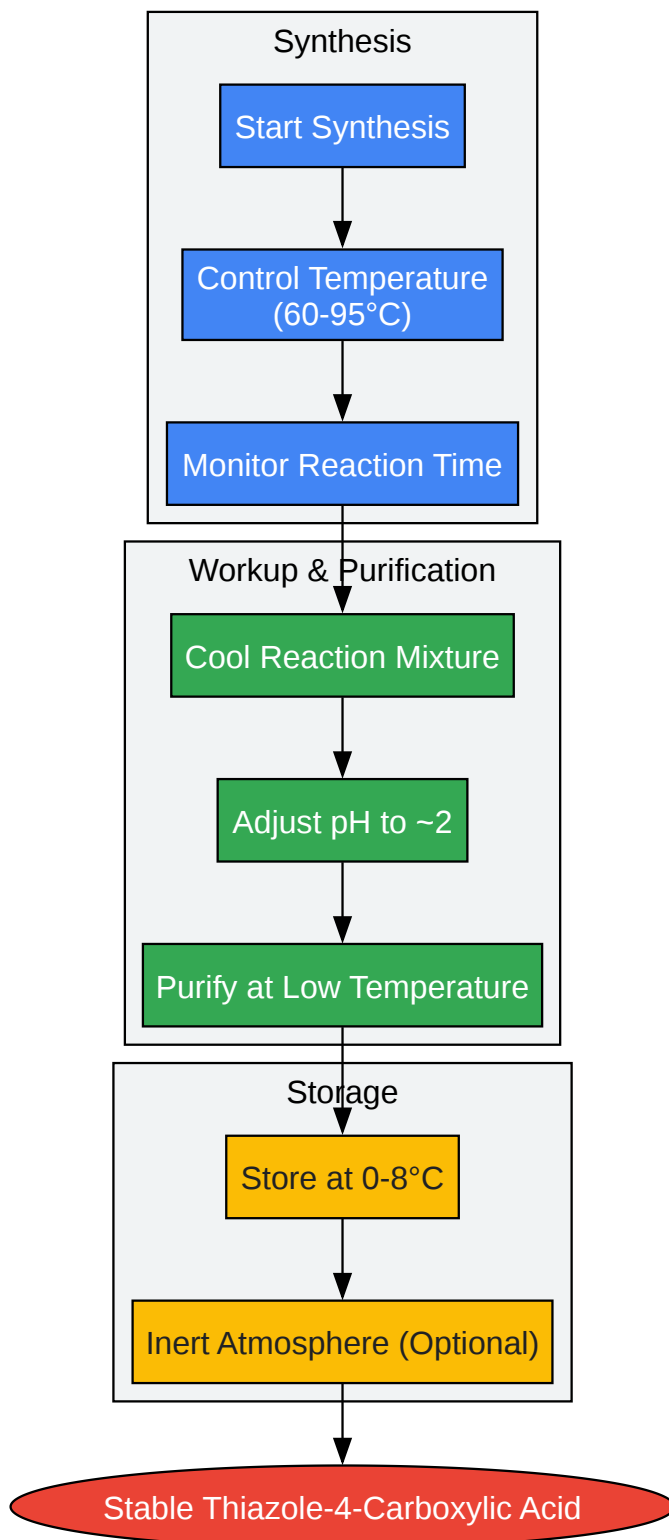 Synthesis
Start Synthesis
Control Temperature
(60-95°C)
Monitor Reaction Time
Workup & Purification
Cool Reaction Mixture
Adjust pH to ~2
Purify at Low Temperature
Storage
Store at 0-8°C
Inert Atmosphere (Optional)
Stable Thiazole-4-Carboxylic Acid